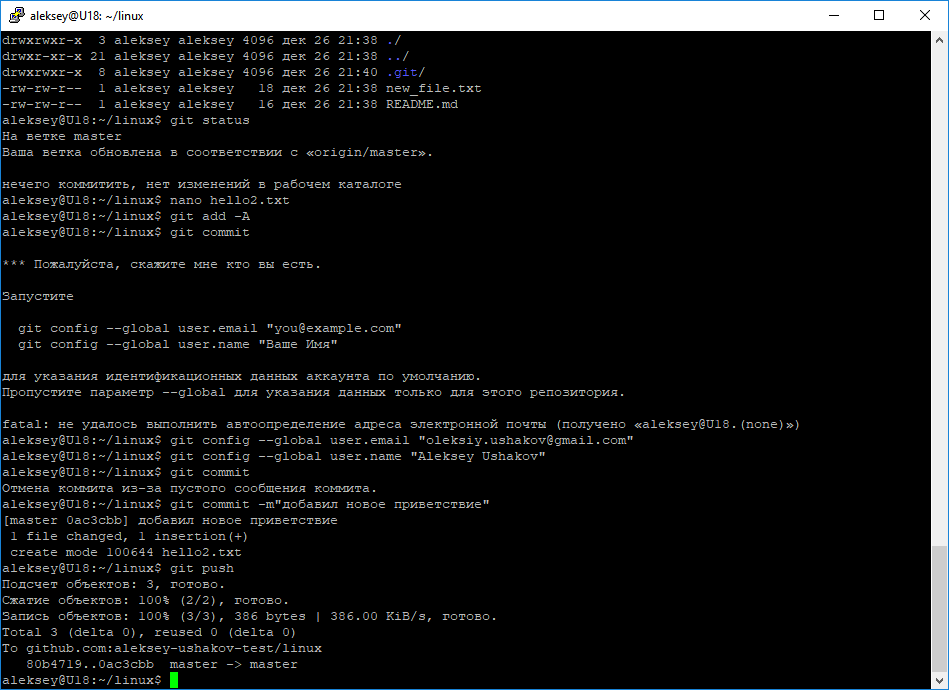 aleksey@U18: ~/linux
drwxrwxr-x  3 aleksey aleksey 4096 дек 26 21:38 ./
drwxr-xr-x 21 aleksey aleksey 4096 дек 26 21:38 ../
drwxrwxr-x  8 aleksey aleksey 4096 дек 26 21:40 .git/
-rw-rw-r--  1 aleksey aleksey   18 дек 26 21:38 new_file.txt
-rw-rw-r--  1 aleksey aleksey   16 дек 26 21:38 README.md
aleksey@U18:~/linux$ git status
На ветке master
Ваша ветка обновлена в соответствии с «origin/master».
нечего коммитить, нет изменений в рабочем каталоге
aleksey@U18:~/linux$ nano hello2.txt
aleksey@U18:~/linux$ git add -A
aleksey@U18:~/linux$ git commit
*** Пожалуйста, скажите мне кто вы есть.
Запустите
  git config --global user.email "you@example.com"
  git config --global user.name "Ваше Имя"
для указания идентификационных данных аккаунта по умолчанию.
Пропустите параметр --global для указания данных только для этого репозитория.
fatal: не удалось выполнить автоопределение адреса электронной почты (получено «aleksey@U18.(none)»)
aleksey@U18:~/linux$ git config --global user.email "oleksiy.ushakov@gmail.com"
aleksey@U18:~/linux$ git config --global user.name "Aleksey Ushakov"
aleksey@U18:~/linux$ git commit
Отмена коммита из-за пустого сообщения коммита.
aleksey@U18:~/linux$ git commit -m"добавил новое приветствие"
[master 0ac3cbb] добавил новое приветствие
 1 file changed, 1 insertion(+)
 create mode 100644 hello2.txt
aleksey@U18:~/linux$ git push
Подсчет объектов: 3, готово.
Сжатие объектов: 100% (2/2), готово.
Запись объектов: 100% (3/3), 386 bytes | 386.00 KiB/s, готово.
Total 3 (delta 0), reused 0 (delta 0)
To github.com:aleksey-ushakov-test/linux
   80b4719..0ac3cbb  master -> master
aleksey@U18:~/linux$